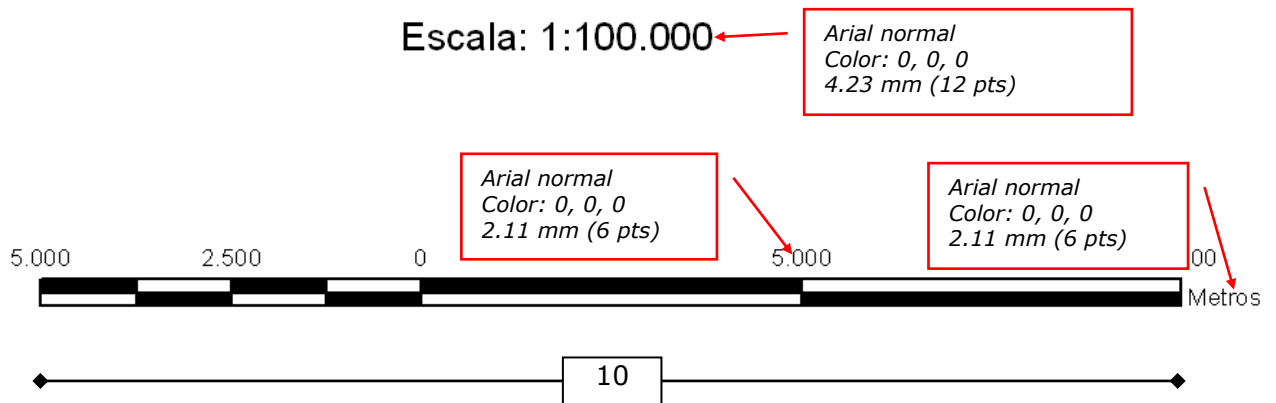 Escala: 1:100.000
Arial normal
Color: 0, 0, 0
4.23 mm (12 pts)
Arial normal
Color: 0, 0, 0
2.11 mm (6 pts)
Arial normal
Color: 0, 0, 0
2.11 mm (6 pts)
5.000 2.500 0 5.000 00
Metros
10